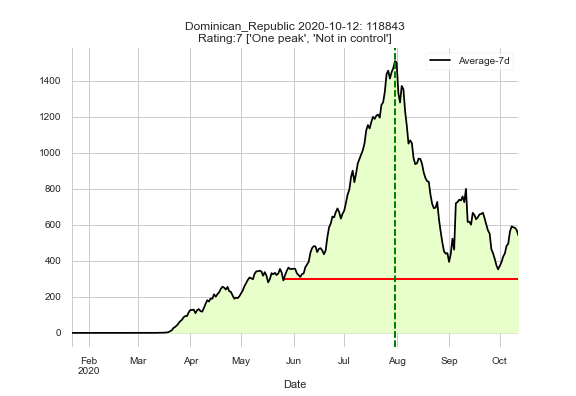 Dominican_Republic 2020-10-12: 118843
Rating:7 ['One peak', 'Not in control']
Average-7d
1400
1200
1000
800
600
400
200
0
Feb Mar Apr May Jun Jul Aug Sep Oct
2020
Date